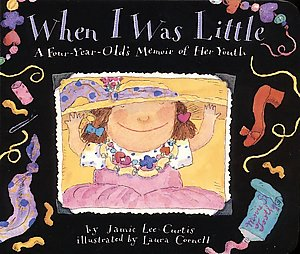 When I Was Little
A Four-Year-Old's Memoir of Her Youth
by Jamie Lee Curtis
illustrated by Laura Cornell